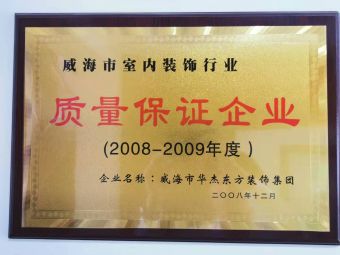 威海市室内装饰行业
质量保证企业
(2008-2009年度)
企业名称：威海市华杰东方装饰集团
二〇〇八年十二月